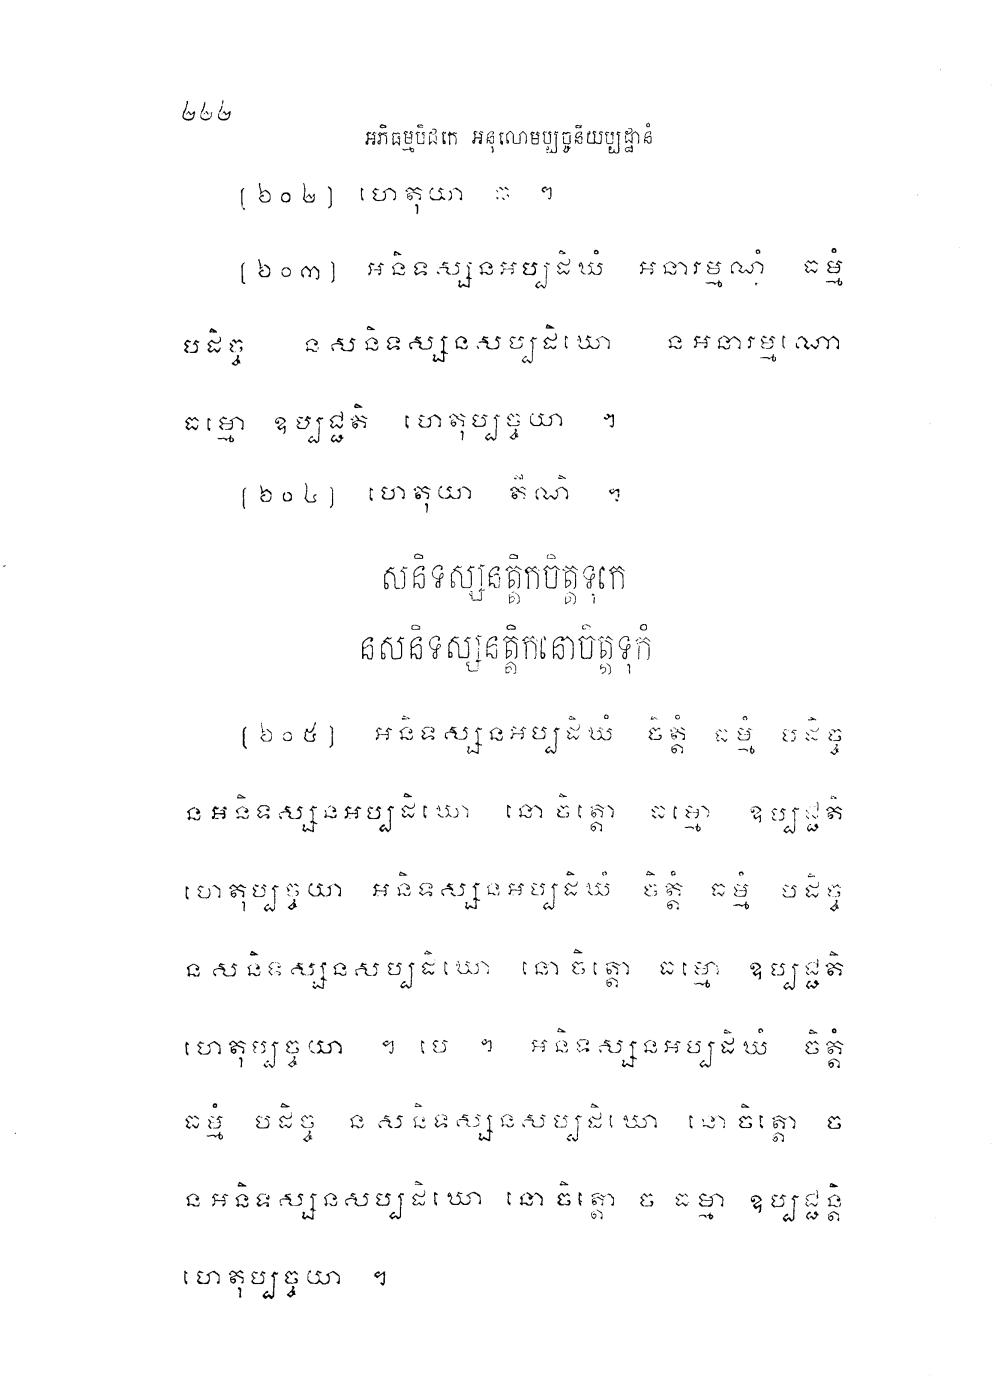 ២២២
អភិធម្មបិដកេ អនុលោមប្បច្ចនីយប្បដ្ឋានំ
[៦០២] ហេតុយា ៗ
[៦០៣] អនិទស្សនអប្បដិឃំ អនារម្មណំ ធម្មំ
បដិច្ច នសនិទស្សនសប្បដិឃោ នអនារម្មណោ
ធម្មោ ឧប្បជ្ជតិ ហេតុប្បច្ចយា ។
[៦០៤] ហេតុយា តីណិ ។
សនិទស្សនត្តិកចិត្តទុកេ
នសនិទស្សនត្តិកនោចិត្តទុកំ
[៦០៥] អនិទស្សនអប្បដិឃំ ចិត្តំ ធម្មំ បដិច្ច
នអនិទស្សនអប្បដិឃោ នោចិត្តោ ធម្មោ ឧប្បជ្ជតិ
ហេតុប្បច្ចយា អនិទស្សនអប្បដិឃំ ចិត្តំ ធម្មំ បដិច្ច
នសនិទស្សនសប្បដិឃោ នោចិត្តោ ធម្មោ ឧប្បជ្ជតិ
ហេតុប្បច្ចយា ។ បេ ។ អនិទស្សនអប្បដិឃំ ចិត្តំ
ធម្មំ បដិច្ច នសនិទស្សនសប្បដិឃោ នោចិត្តោ ច
នអនិទស្សនសប្បដិឃោ នោចិត្តោ ច ធម្មា ឧប្បជ្ជន្តិ
ហេតុប្បច្ចយា ។